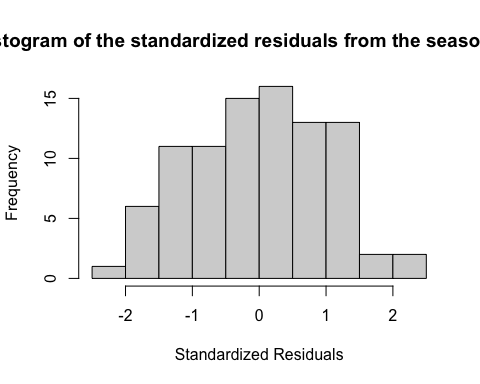 stogram of the standardized residuals from the seaso
Frequency
15
10
5
0
-2 -1 0 1 2
Standardized Residuals